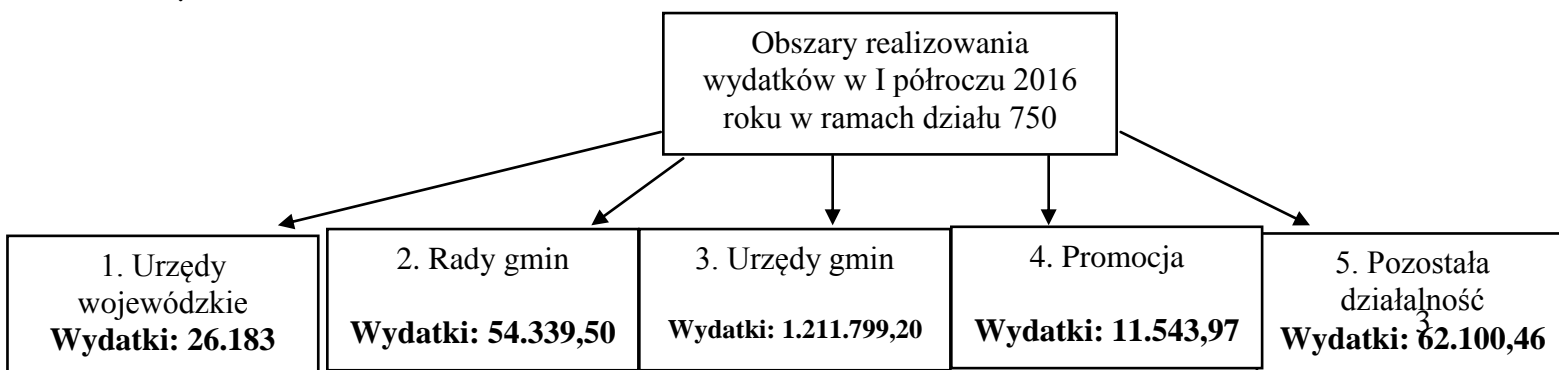 Obszary realizowania
wydatków w I półroczu 2016
roku w ramach działu 750
1. Urzędy
wojewódzkie
Wydatki: 26.183
2. Rady gmin
Wydatki: 54.339,50
3. Urzędy gmin
Wydatki: 1.211.799,20
4. Promocja
Wydatki: 11.543,97
5. Pozostała
działalność
3
Wydatki: 62.100,46